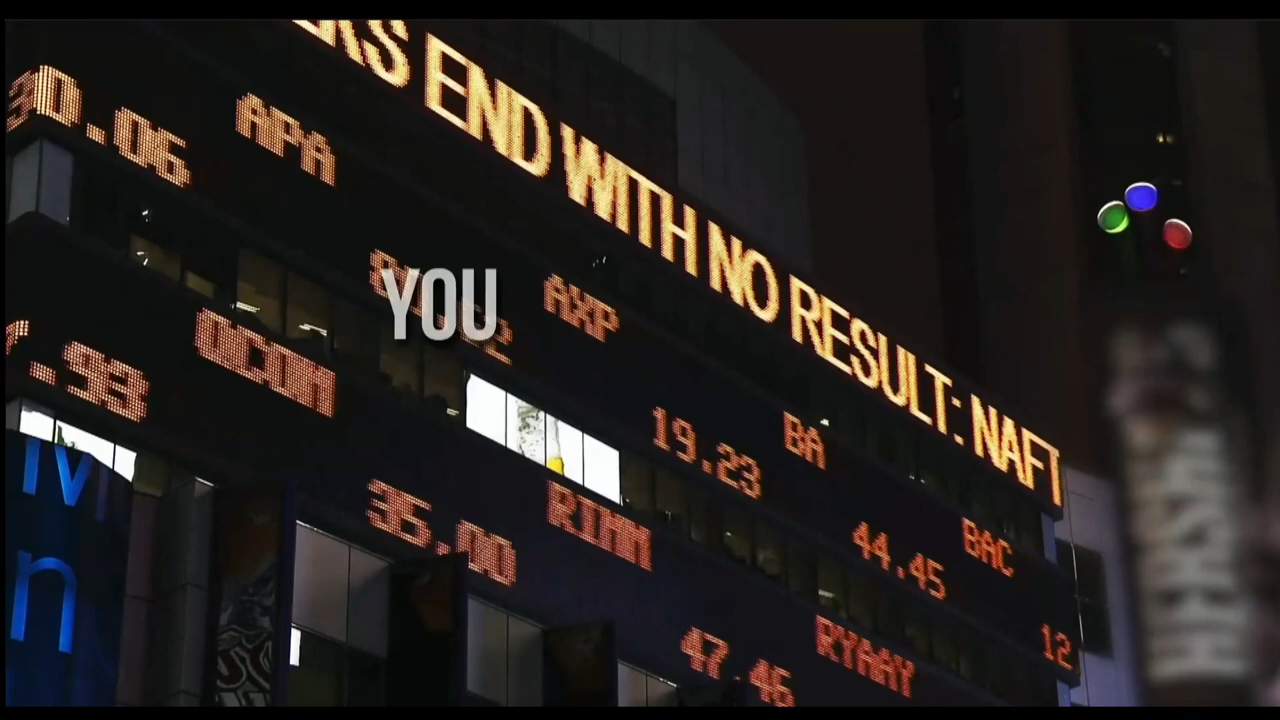 KS END WITH NO RESULT: NAFT
30.06 APA
AXP
19.23 BA
44.45 BAC
12
YOU
.93 QCOM
35.00 RIMM
47.45 RYAAY
n